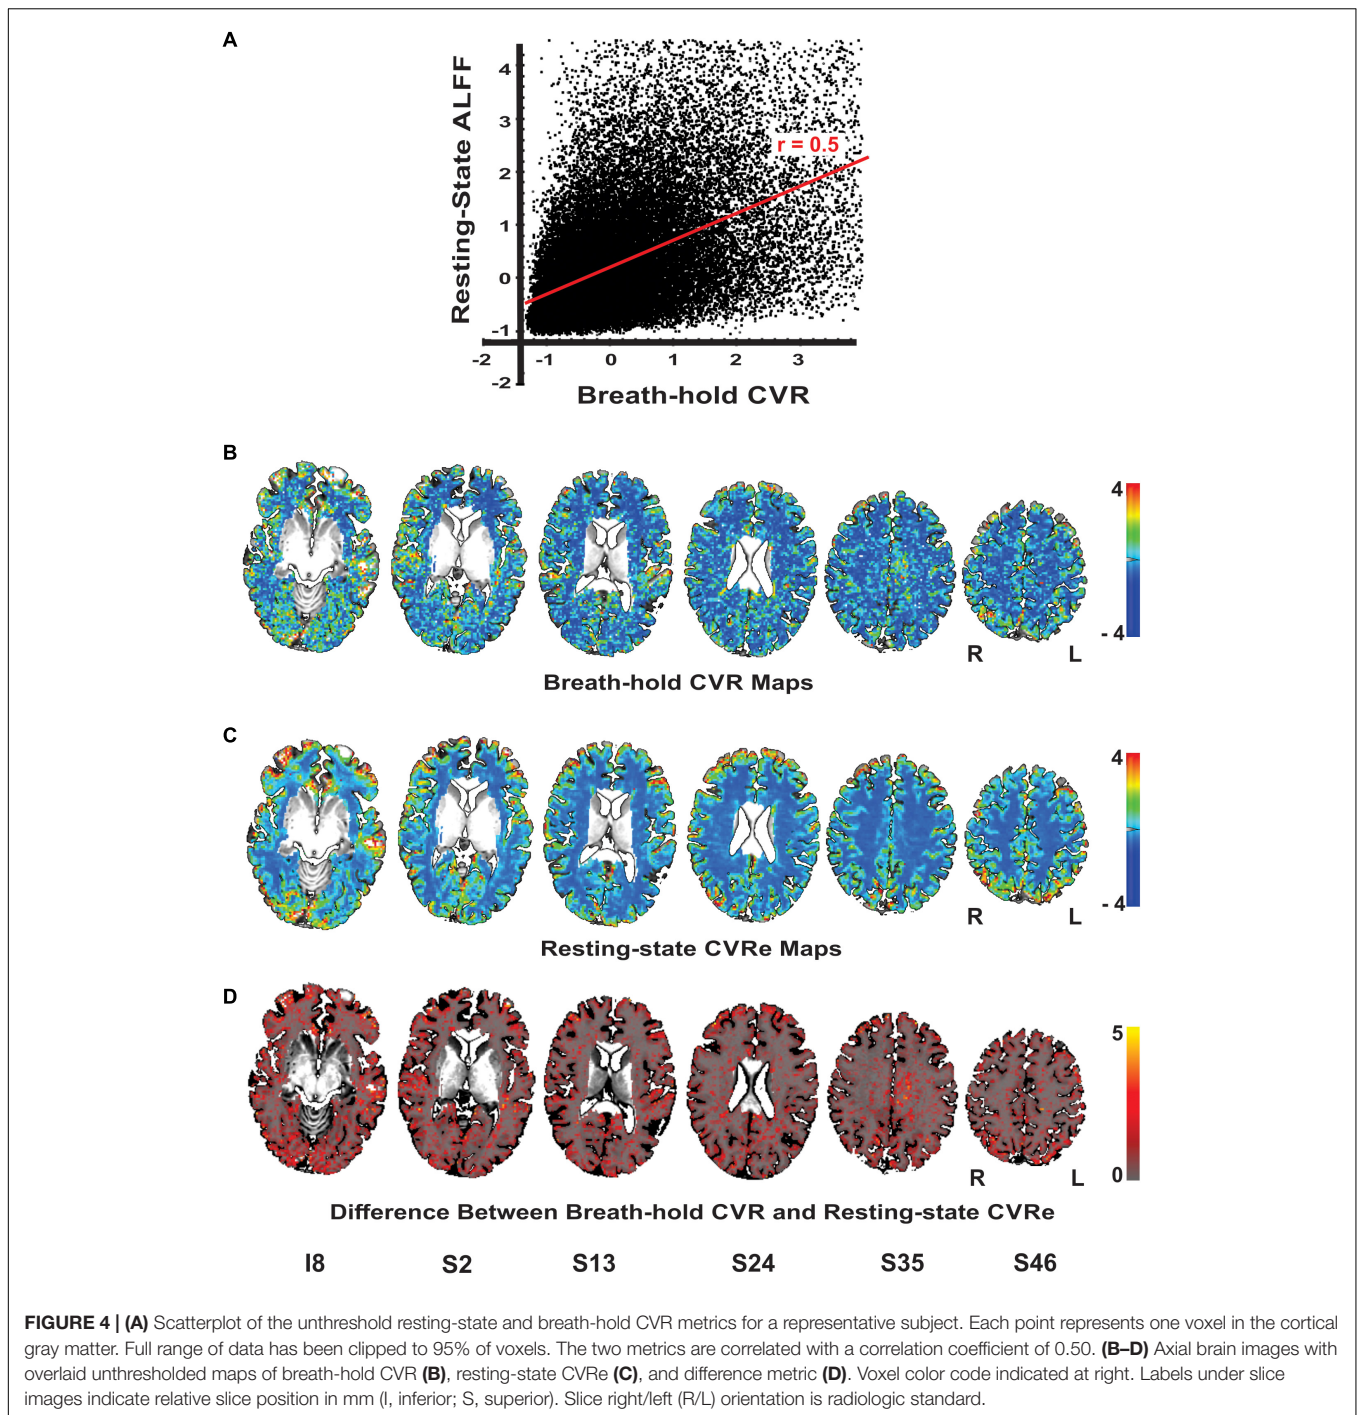 A
Resting-State ALFF
4
3
2
1
0
-1
-2
r = 0.5
-2 -1 0 1 2 3
Breath-hold CVR
B
4
- 4
R L
Breath-hold CVR Maps
C
4
- 4
R L
Resting-state CVRe Maps
D
5
0
R L
Difference Between Breath-hold CVR and Resting-state CVRe
I8 S2 S13 S24 S35 S46
FIGURE 4 | (A) Scatterplot of the unthreshold resting-state and breath-hold CVR metrics for a representative subject. Each point represents one voxel in the cortical
gray matter. Full range of data has been clipped to 95% of voxels. The two metrics are correlated with a correlation coefficient of 0.50. (B–D) Axial brain images with
overlaid unthresholded maps of breath-hold CVR (B), resting-state CVRe (C), and difference metric (D). Voxel color code indicated at right. Labels under slice
images indicate relative slice position in mm (I, inferior; S, superior). Slice right/left (R/L) orientation is radiologic standard.